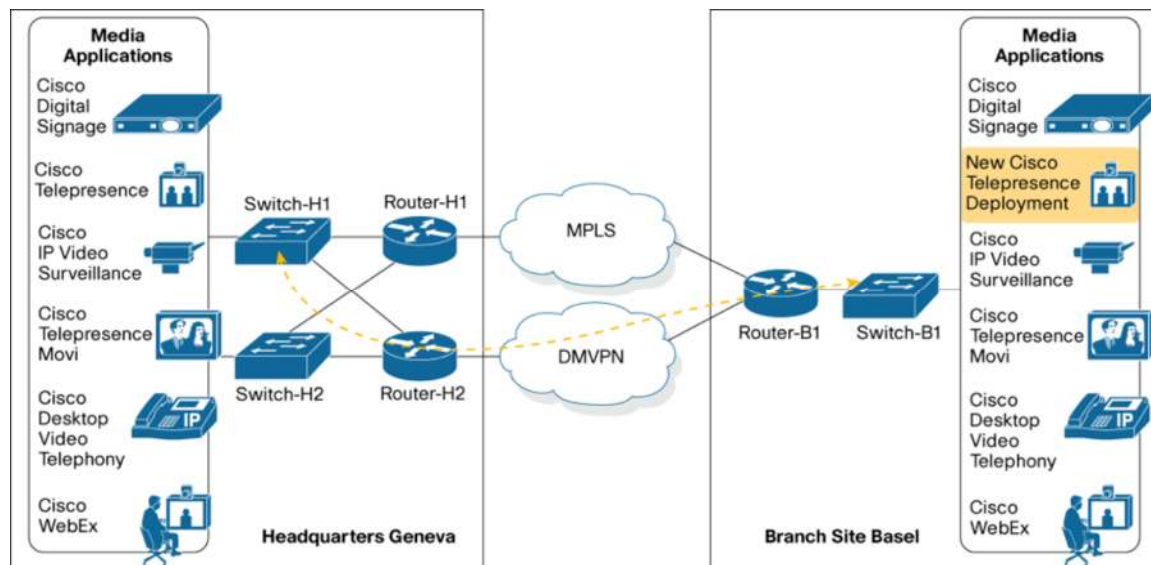 Media
Applications
Cisco
Digital
Signage
Cisco
Telepresence
Cisco
IP Video
Surveillance
Cisco
Telepresence
Movi
Cisco
Desktop
Video
Telephony
IP
Cisco
WebEx
Switch-H1
Router-H1
Switch-H2
Router-H2
Headquarters Geneva
MPLS
DMVPN
Router-B1
Switch-B1
Branch Site Basel
Media
Applications
Cisco
Digital
Signage
New Cisco
Telepresence
Deployment
Cisco
IP Video
Surveillance
Cisco
Telepresence
Movi
Cisco
Desktop
Video
Telephony
IP
Cisco
WebEx